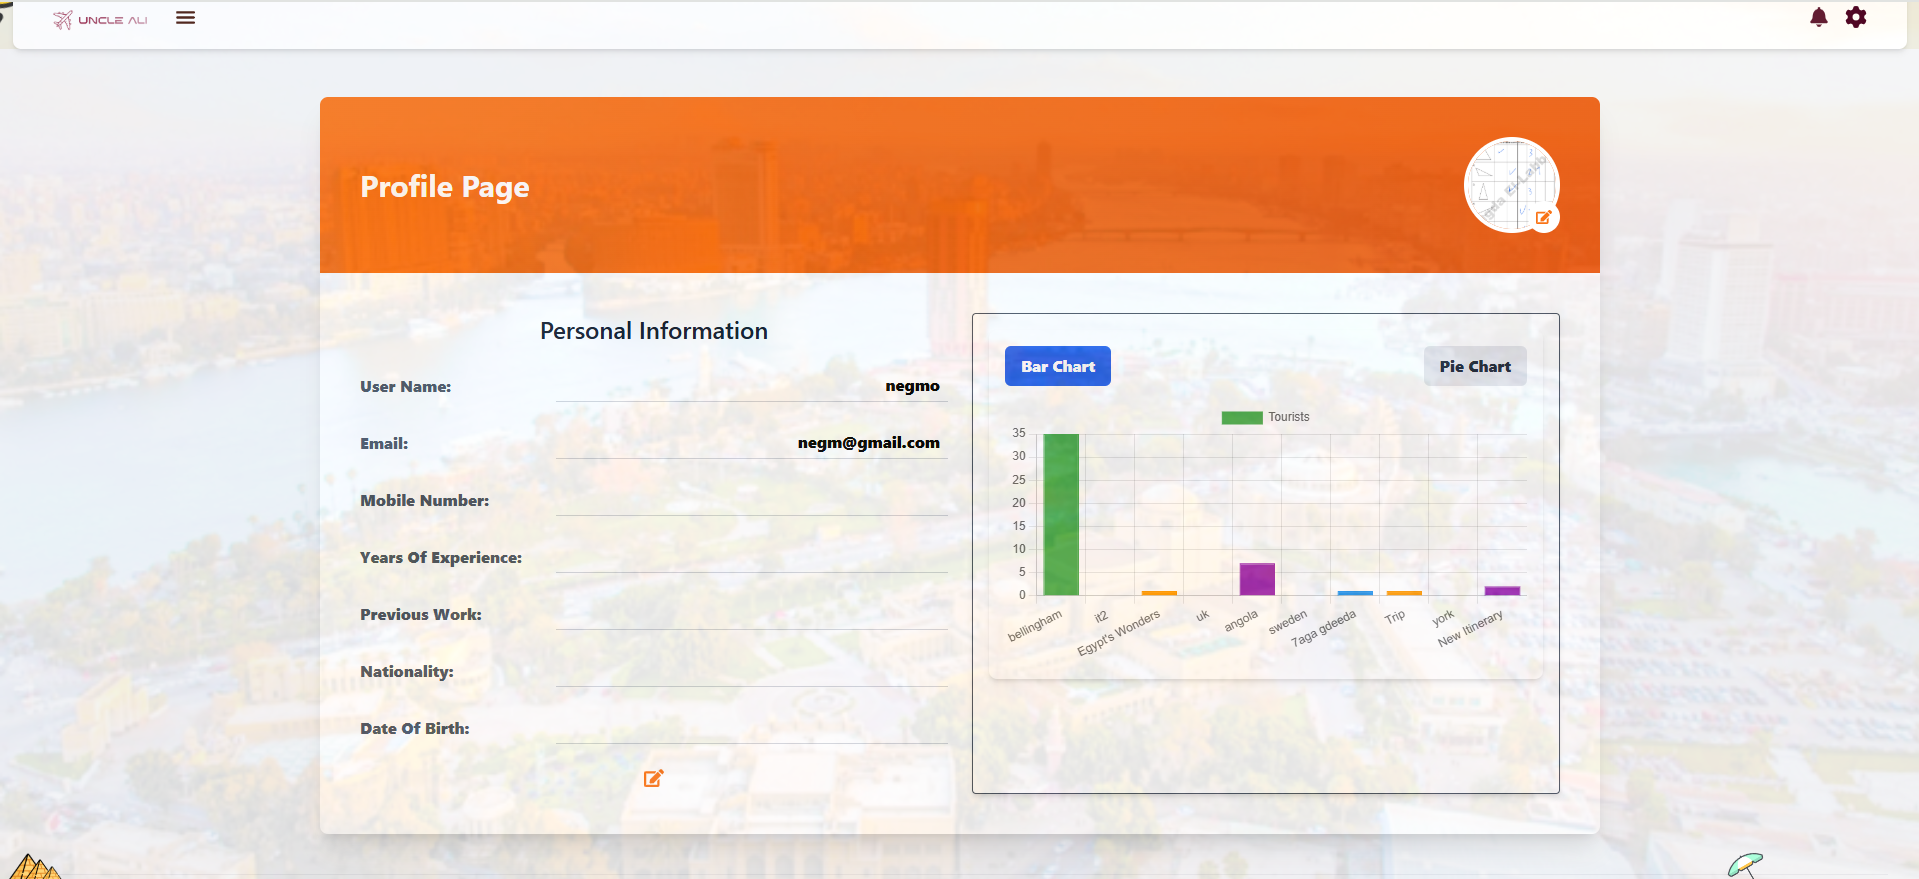 UNCLE ALI
Profile Page
Personal Information
User Name:
negmo
Email:
negm@gmail.com
Mobile Number:
Years Of Experience:
Previous Work:
Nationality:
Date Of Birth:
Bar Chart
Pie Chart
Tourists
35
30
25
20
15
10
5
0
bellingham
it2
Egypt's Wonders
uk
angola
sweden
7aga gdeeda
Trip
york
New Itinerary